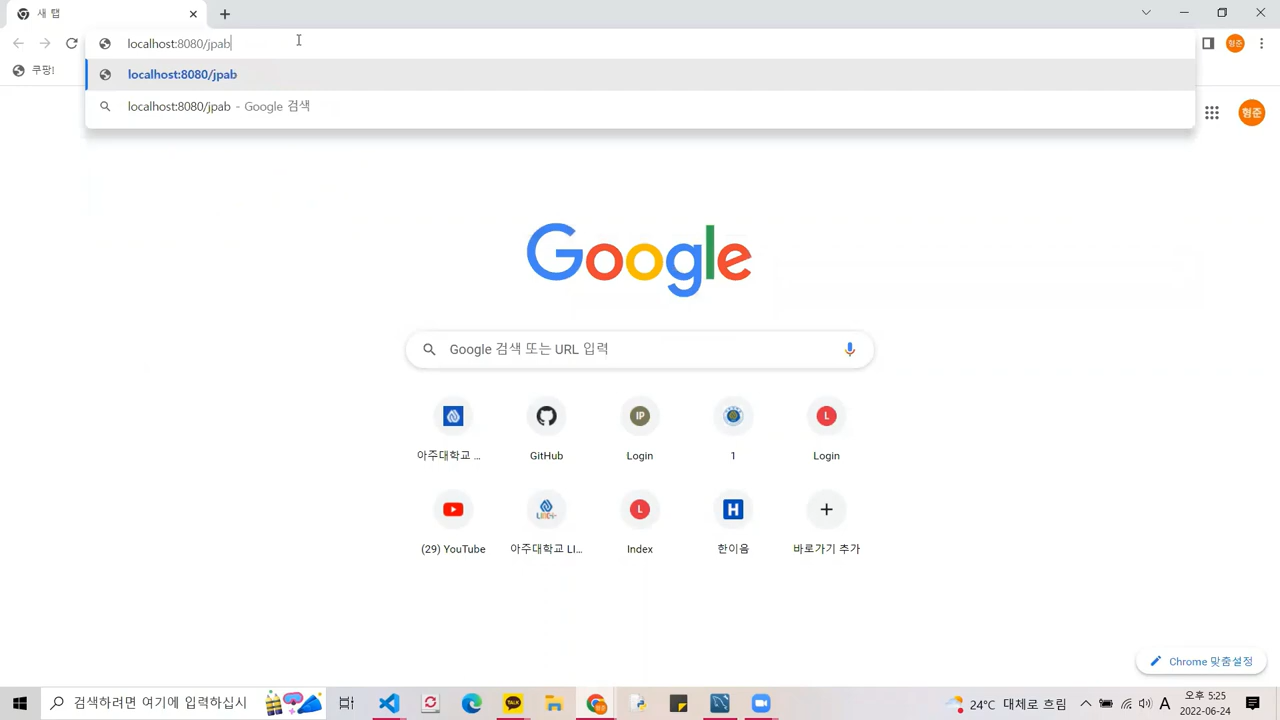 새 탭
localhost:8080/jpab
쿠팡!
형준
localhost:8080/jpab
localhost:8080/jpab - Google 검색
형준
Google
Google 검색 또는 URL 입력
IP
L
아주대학교 ...
GitHub
Login
1
Login
L
H
(29) YouTube
아주대학교 LI...
Index
한이음
바로가기 추가
Chrome 맞춤설정
검색하려면 여기에 입력하십시
TALK
24°C 대체로 흐림
A
오후 5:25
2022-06-24